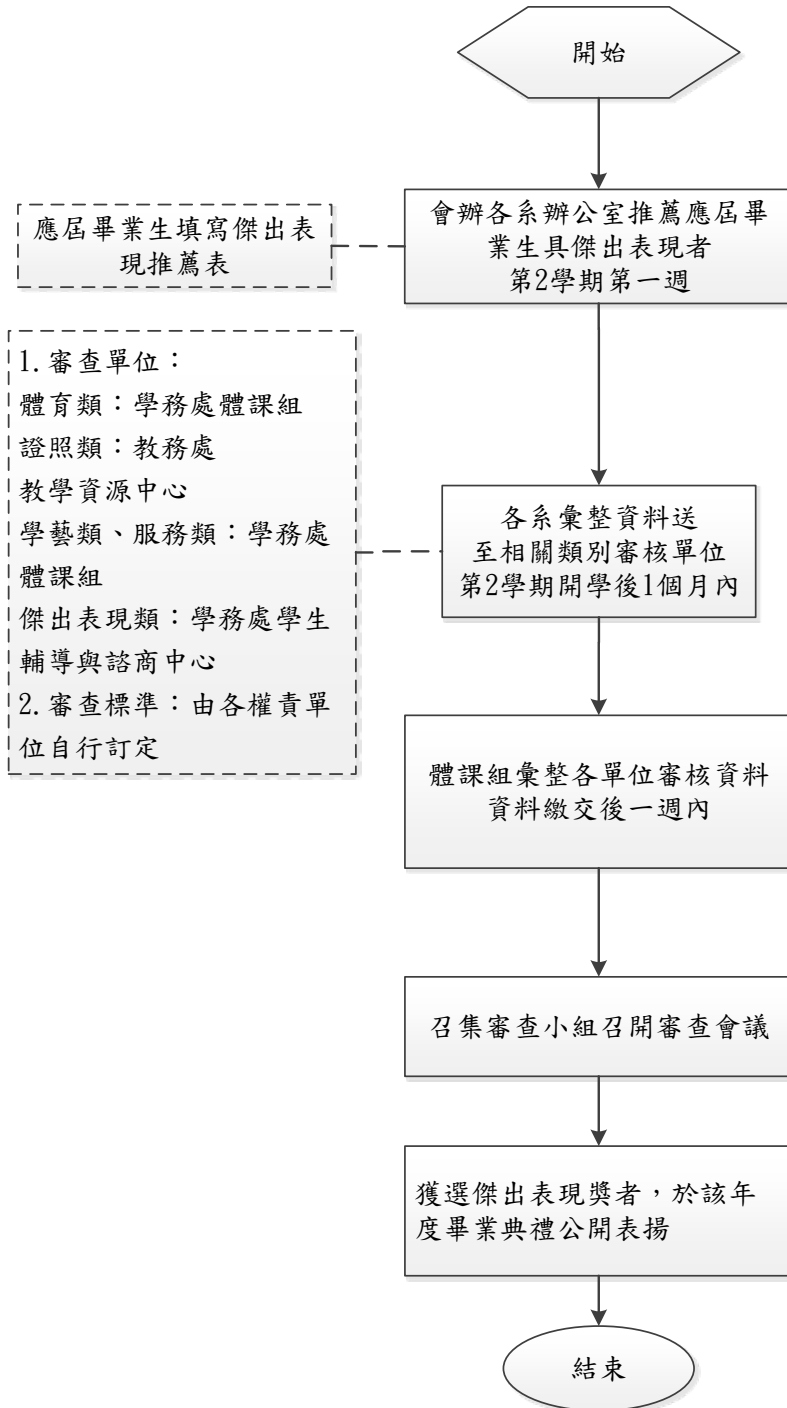 開始
應屆畢業生填寫傑出表
現推薦表
會辦各系辦公室推薦應屆畢
業生具傑出表現者
第2學期第一週
1.審查單位：
體育類：學務處體課組
證照類：教務處
教學資源中心
學藝類、服務類：學務處
體課組
傑出表現類：學務處學生
輔導與諮商中心
2.審查標準：由各權責單
位自行訂定
各系彙整資料送
至相關類別審核單位
第2學期開學後1個月內
體課組彙整各單位審核資料
資料繳交後一週內
召集審查小組召開審查會議
獲選傑出表現獎者，於該年
度畢業典禮公開表揚
結束